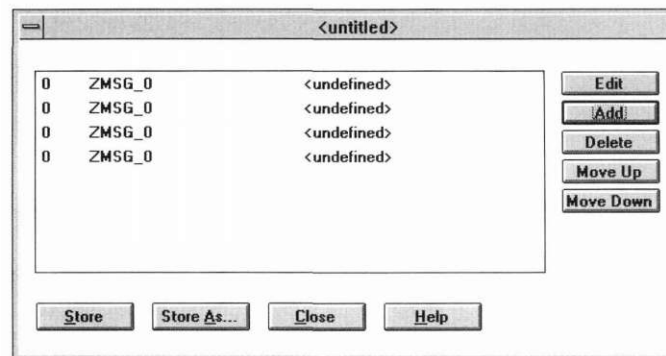 <untitled>
0 ZMSG_0 <undefined>
0 ZMSG_0 <undefined>
0 ZMSG_0 <undefined>
0 ZMSG_0 <undefined>
Edit
Add
Delete
Move Up
Move Down
Store
Store As...
Close
Help